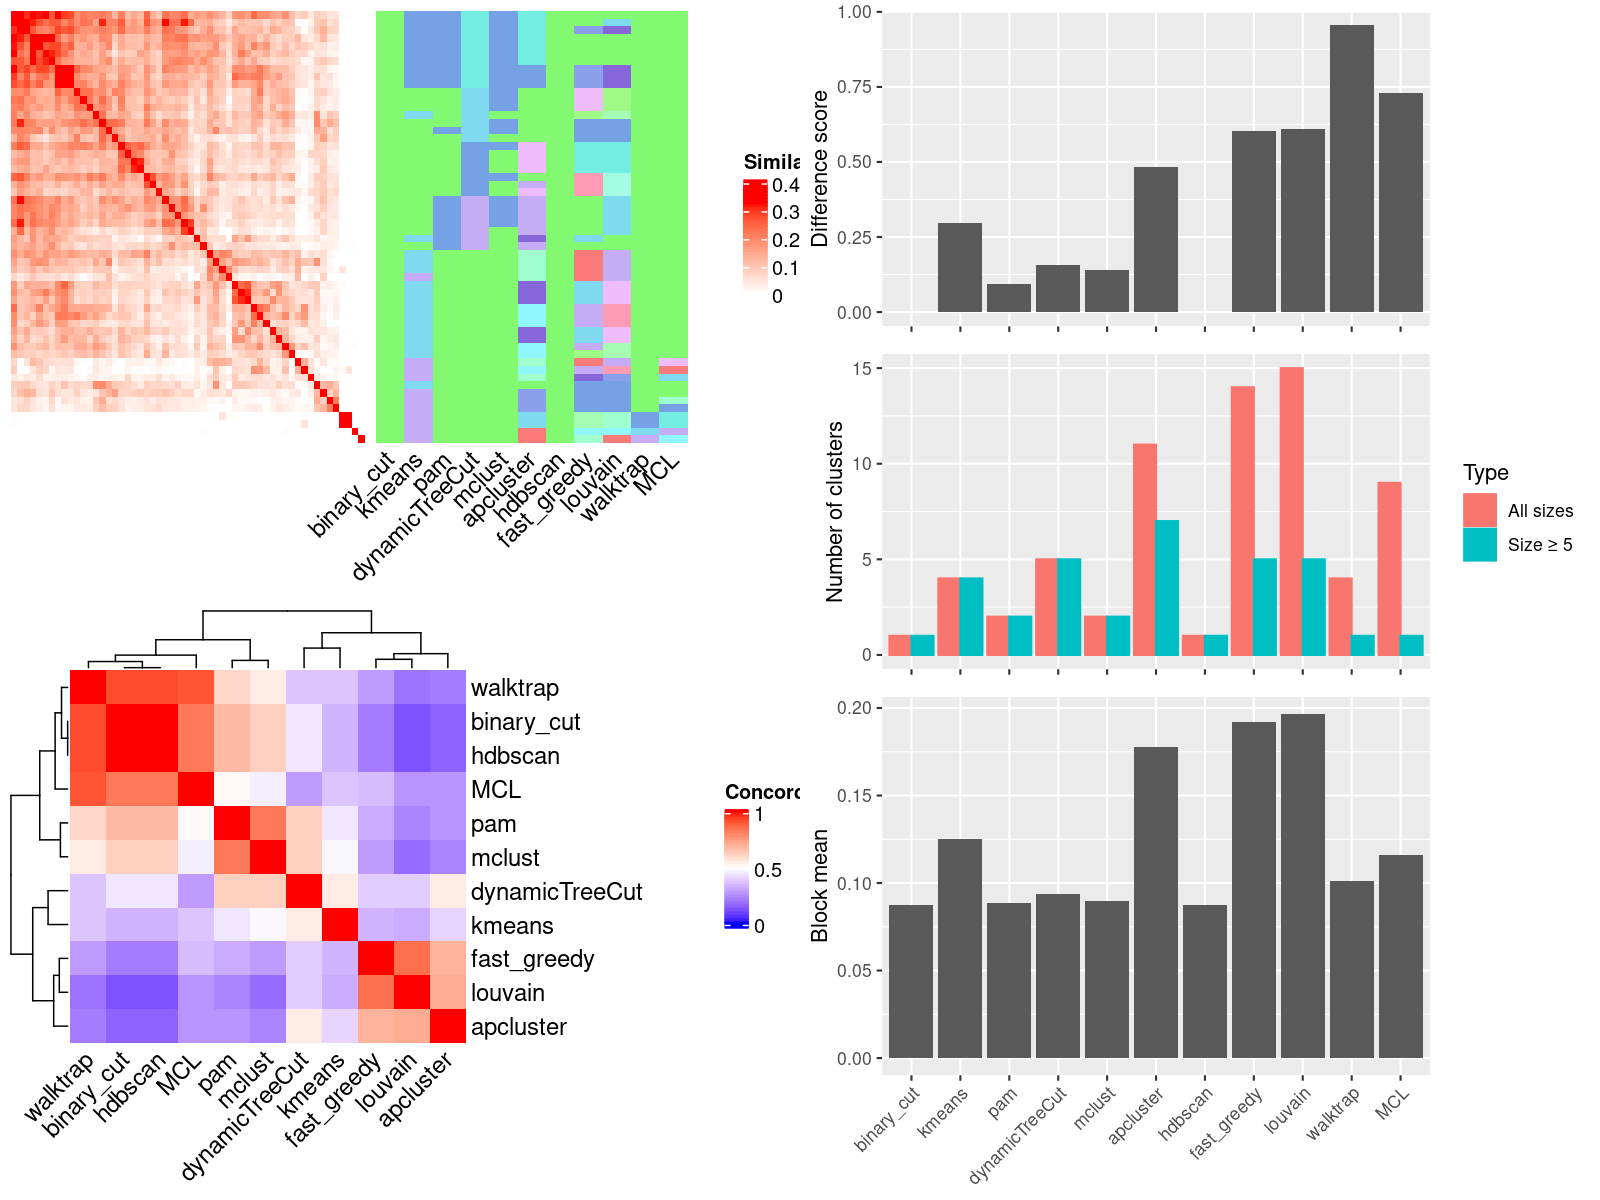 Simila
0.4
0.3
0.2
0.1
0
binary_cut
kmeans
pam
dynamicTreeCut
mclust
apcluster
hdbscan
fast_greedy
louvain
walktrap
MCL
walktrap
binary_cut
hdbscan
MCL
pam
mclust
dynamicTreeCut
kmeans
fast_greedy
louvain
apcluster
Concord
1
0.5
0
walktrap
binary_cut
hdbscan
MCL
pam
mclust
dynamicTreeCut
kmeans
fast_greedy
louvain
apcluster
Difference score
1.00
0.75
0.50
0.25
0.00
Number of clusters
15
10
5
0
Type
All sizes
Size ≥ 5
Block mean
0.20
0.15
0.10
0.05
0.00
binary_cut
kmeans
pam
dynamicTreeCut
mclust
apcluster
hdbscan
fast_greedy
louvain
walktrap
MCL